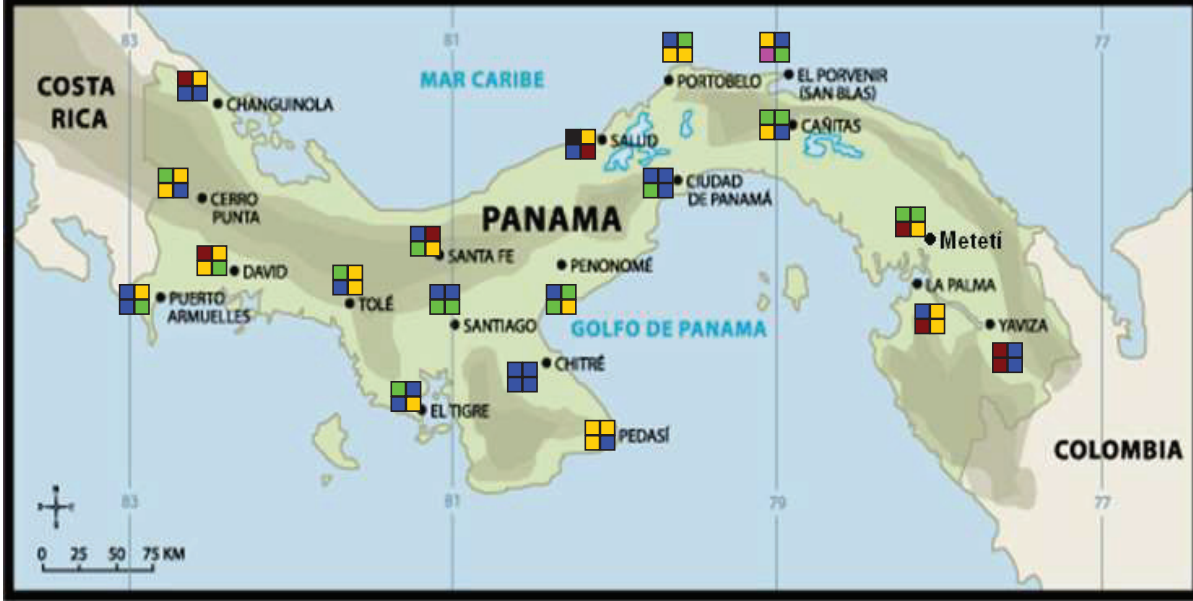 83
81
77
COSTA
RICA
MAR CARIBE
PORTOBELO
EL PORVENIR
(SAN BLAS)
CHANGUINOLA
CAÑITAS
SALUD
CERRO
PUNTA
CIUDAD
DE PANAMÁ
PANAMA
SANTA FE
Metetí
DAVID
PENONOMÉ
LA PALMA
PUERTO
ARMUELLES
TOLÉ
SANTIAGO
GOLFO DE PANAMA
YAVIZA
CHITRÉ
EL TIGRE
PEDASÍ
COLOMBIA
83
81
79
77
0 25 50 75 KM